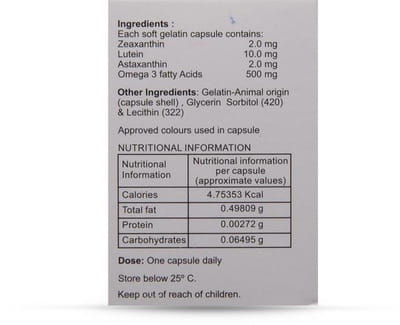 Ingredients :
Each soft gelatin capsule contains:
Zeaxanthin 2.0 mg
Lutein 10.0 mg
Astaxanthin 2.0 mg
Omega 3 fatty Acids 500 mg
Other Ingredients: Gelatin-Animal origin
(capsule shell) , Glycerin Sorbitol (420)
& Lecithin (322)
Approved colours used in capsule
NUTRITIONAL INFORMATION
Nutritional Information Nutritional information per capsule (approximate values)
Calories 4.75353 Kcal
Total fat 0.49809 g
Protein 0.00272 g
Carbohydrates 0.06495 g
Dose: One capsule daily
Store below 25º C.
Keep out of reach of children.